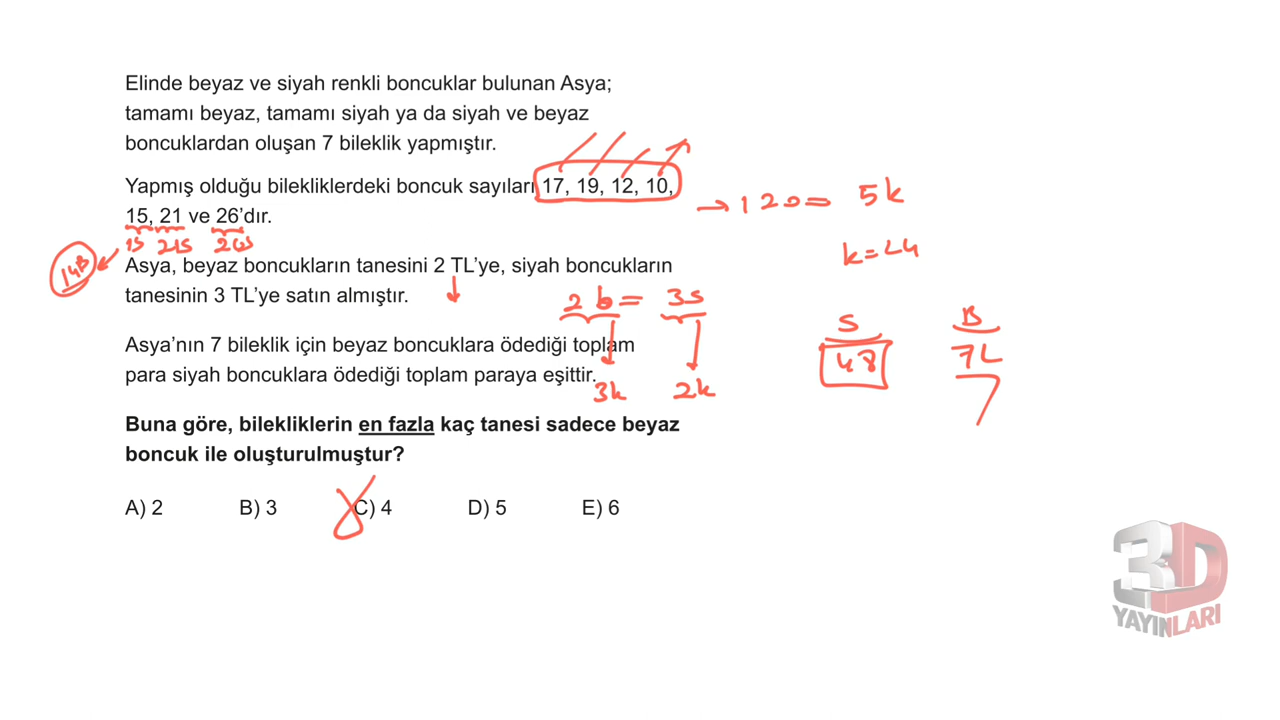 Elinde beyaz ve siyah renkli boncuklar bulunan Asya;
tamamı beyaz, tamamı siyah ya da siyah ve beyaz
boncuklardan oluşan 7 bileklik yapmıştır.
Yapmış olduğu bilekliklerdeki boncuk sayıları 17, 19, 12, 10,
15, 21 ve 26'dır.
→ 120 = 5k
k = 24
1S 21S 26S
14B
Asya, beyaz boncukların tanesini 2 TL'ye, siyah boncukların
tanesinin 3 TL'ye satın almıştır.
2b = 3s
3k 2k
S B
48 72
Asya'nın 7 bileklik için beyaz boncuklara ödediği toplam
para siyah boncuklara ödediği toplam paraya eşittir.
Buna göre, bilekliklerin en fazla kaç tanesi sadece beyaz
boncuk ile oluşturulmuştur?
A) 2 B) 3 C) 4 D) 5 E) 6
3D
YAYINLARI